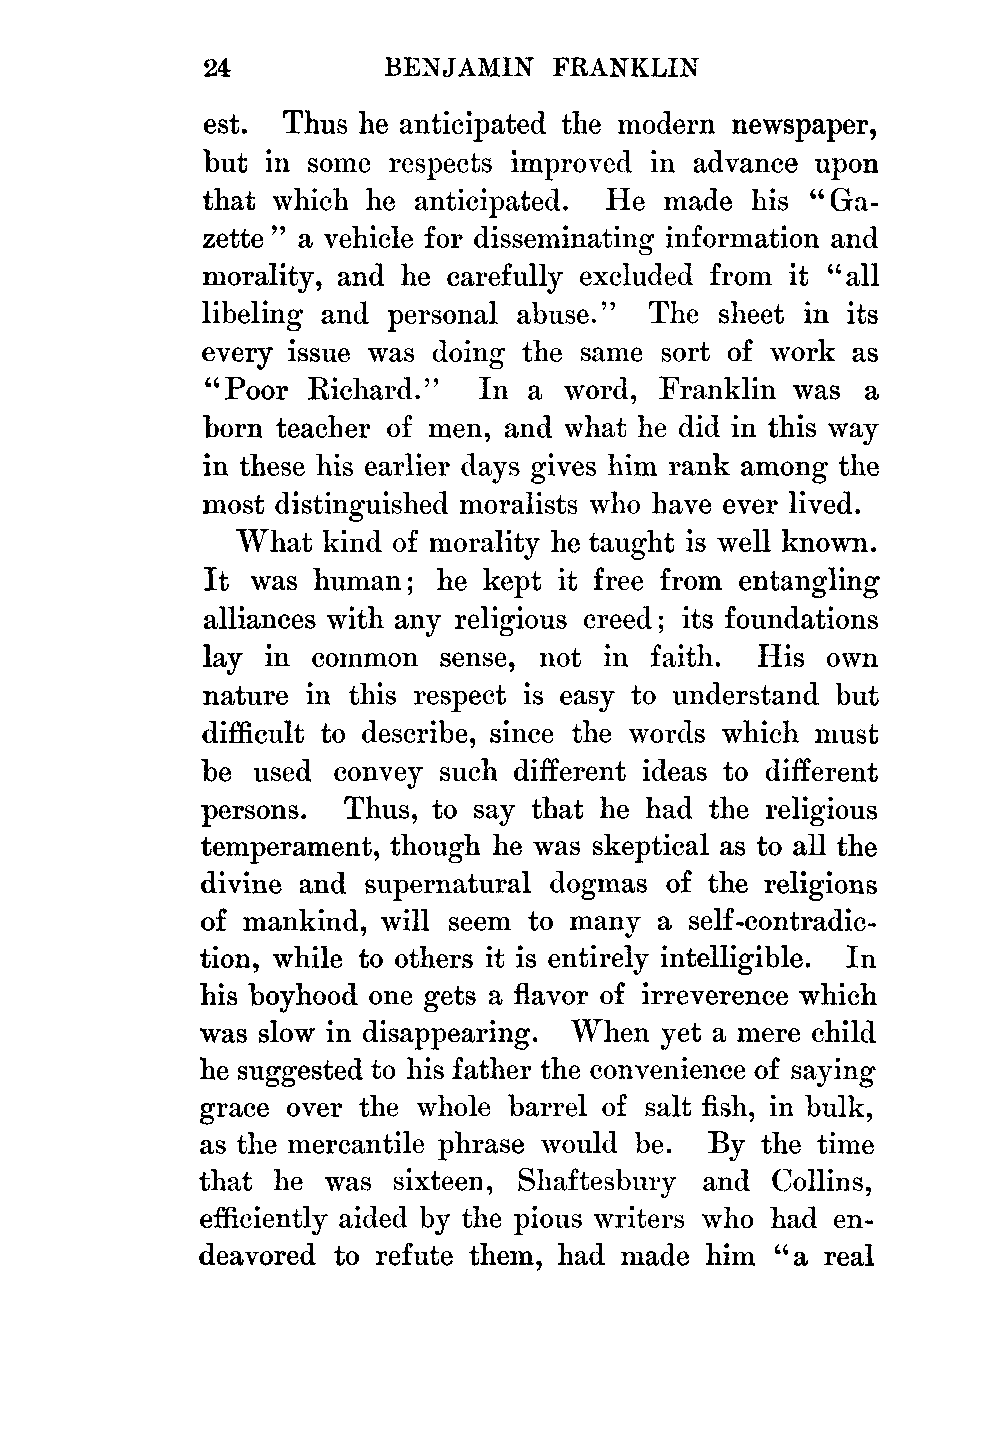 24 BENJAMIN FRANKLIN
est. Thus he anticipated the modern newspaper,
but in some respects improved in advance upon
that which he anticipated. He made his “Ga-
zette” a vehicle for disseminating information and
morality, and he carefully excluded from it “all
libeling and personal abuse.” The sheet in its
every issue was doing the same sort of work as
“Poor Richard.” In a word, Franklin was a
born teacher of men, and what he did in this way
in these his earlier days gives him rank among the
most distinguished moralists who have ever lived.
What kind of morality he taught is well known.
It was human; he kept it free from entangling
alliances with any religious creed; its foundations
lay in common sense, not in faith. His own
nature in this respect is easy to understand but
difficult to describe, since the words which must
be used convey such different ideas to different
persons. Thus, to say that he had the religious
temperament, though he was skeptical as to all the
divine and supernatural dogmas of the religions
of mankind, will seem to many a self-contradic-
tion, while to others it is entirely intelligible. In
his boyhood one gets a flavor of irreverence which
was slow in disappearing. When yet a mere child
he suggested to his father the convenience of saying
grace over the whole barrel of salt fish, in bulk,
as the mercantile phrase would be. By the time
that he was sixteen, Shaftesbury and Collins,
efficiently aided by the pious writers who had en-
deavored to refute them, had made him “a real